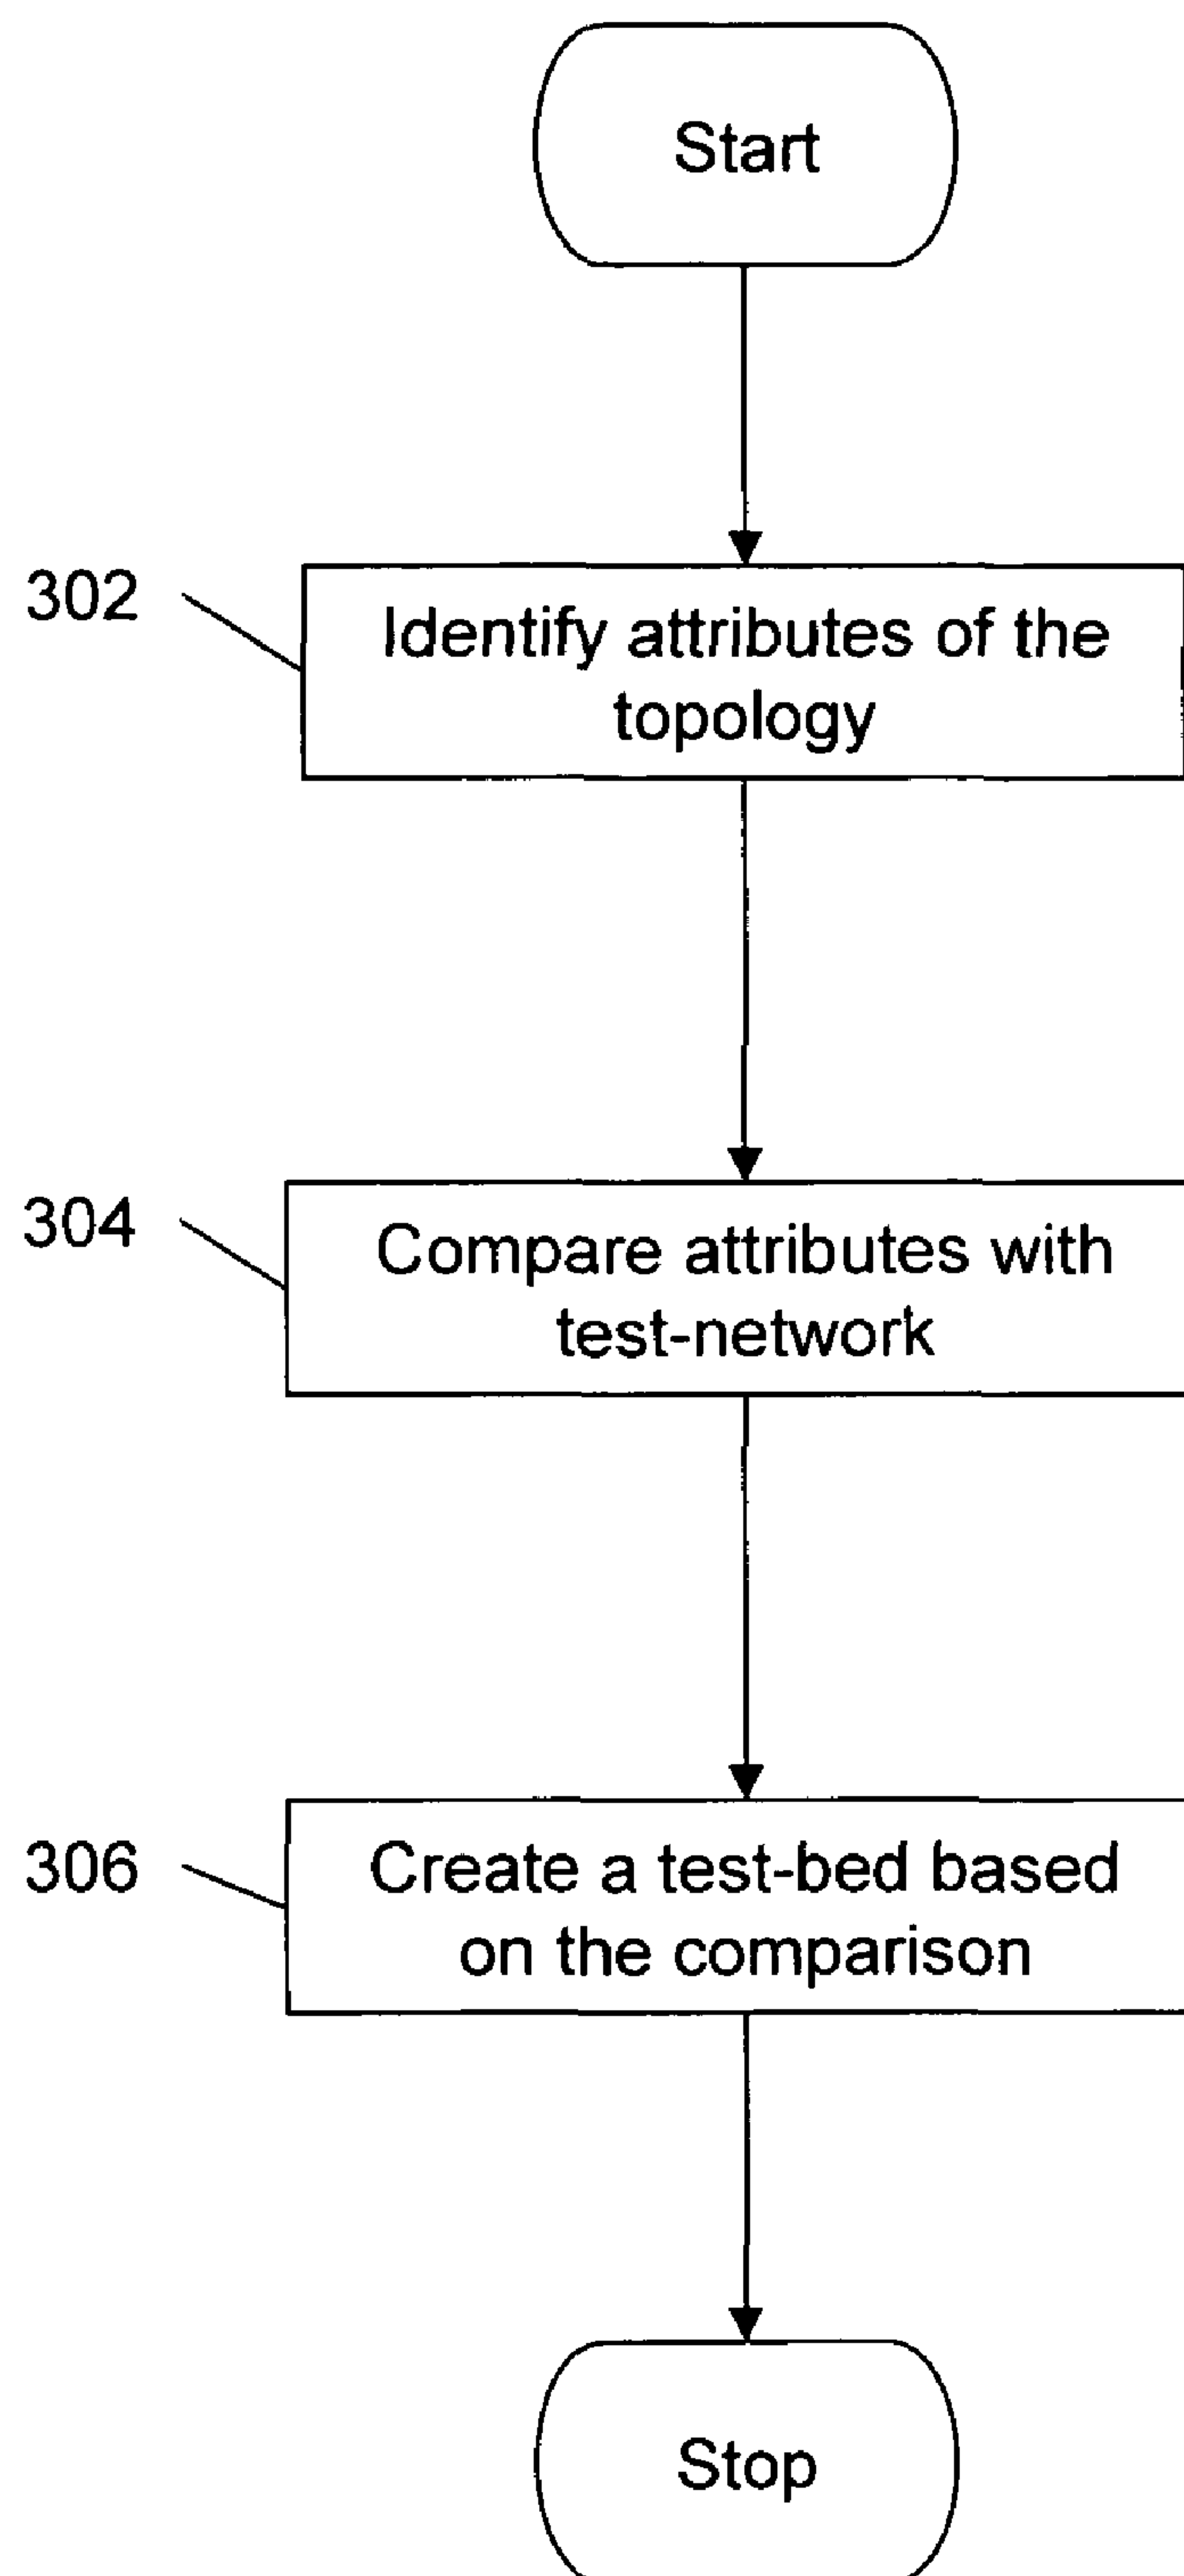 Start
302
Identify attributes of the
topology
304
Compare attributes with
test-network
306
Create a test-bed based
on the comparison
Stop